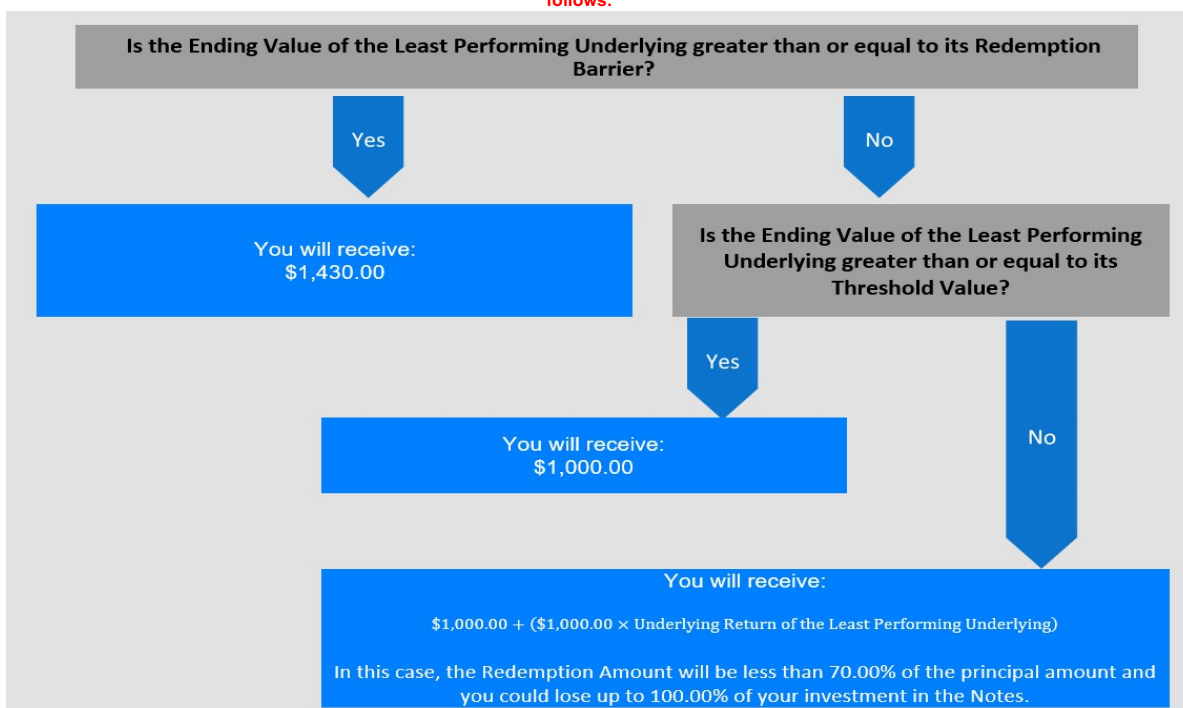 follows:
Is the Ending Value of the Least Performing Underlying greater than or equal to its Redemption
Barrier?
Yes
No
You will receive:
$1,430.00
Is the Ending Value of the Least Performing
Underlying greater than or equal to its
Threshold Value?
Yes
No
You will receive:
$1,000.00
You will receive:
$1,000.00 + ($1,000.00 × Underlying Return of the Least Performing Underlying)
In this case, the Redemption Amount will be less than 70.00% of the principal amount and
you could lose up to 100.00% of your investment in the Notes.